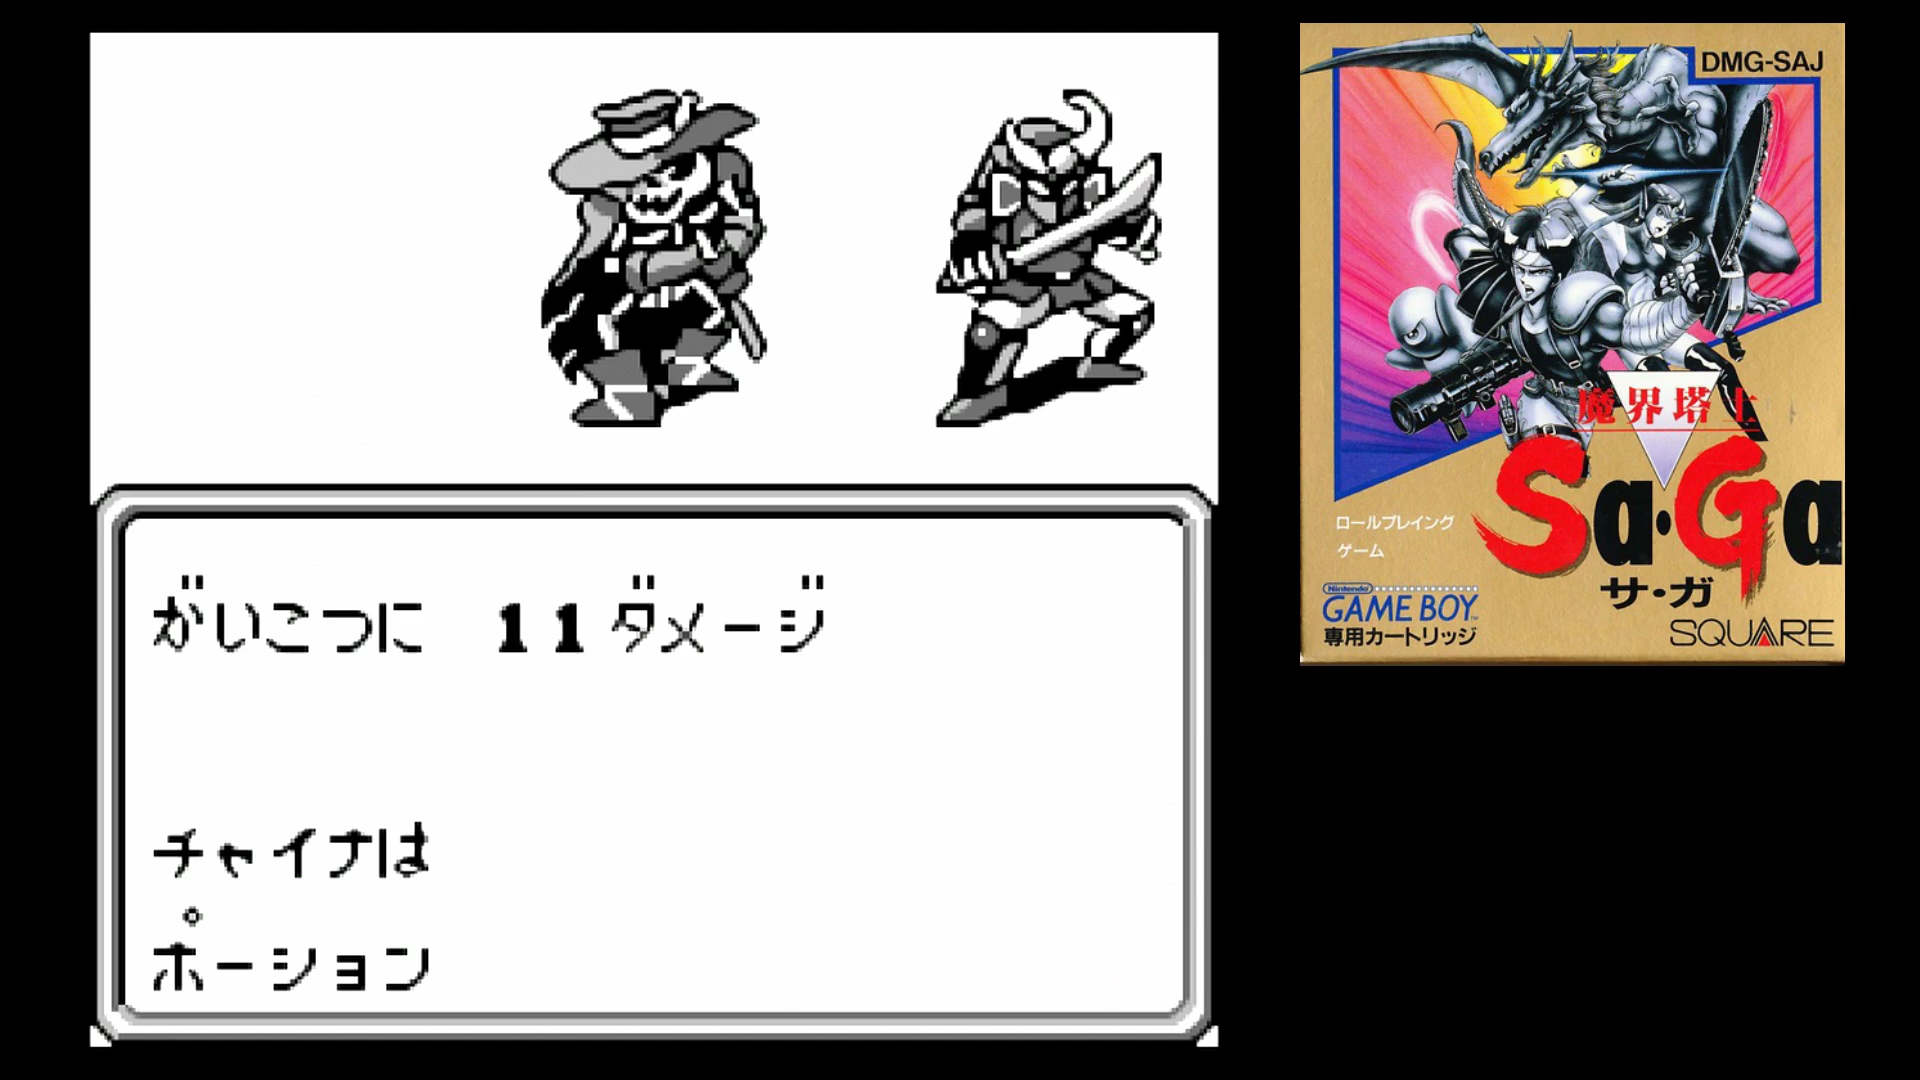 がいこつに　11ダメージ
チャイナは
ポーション
DMG-SAJ
魔界塔士
Sa・Ga
サ・ガ
ロールプレイング
ゲーム
Nintendo
GAME BOY
専用カートリッジ
SQUARE